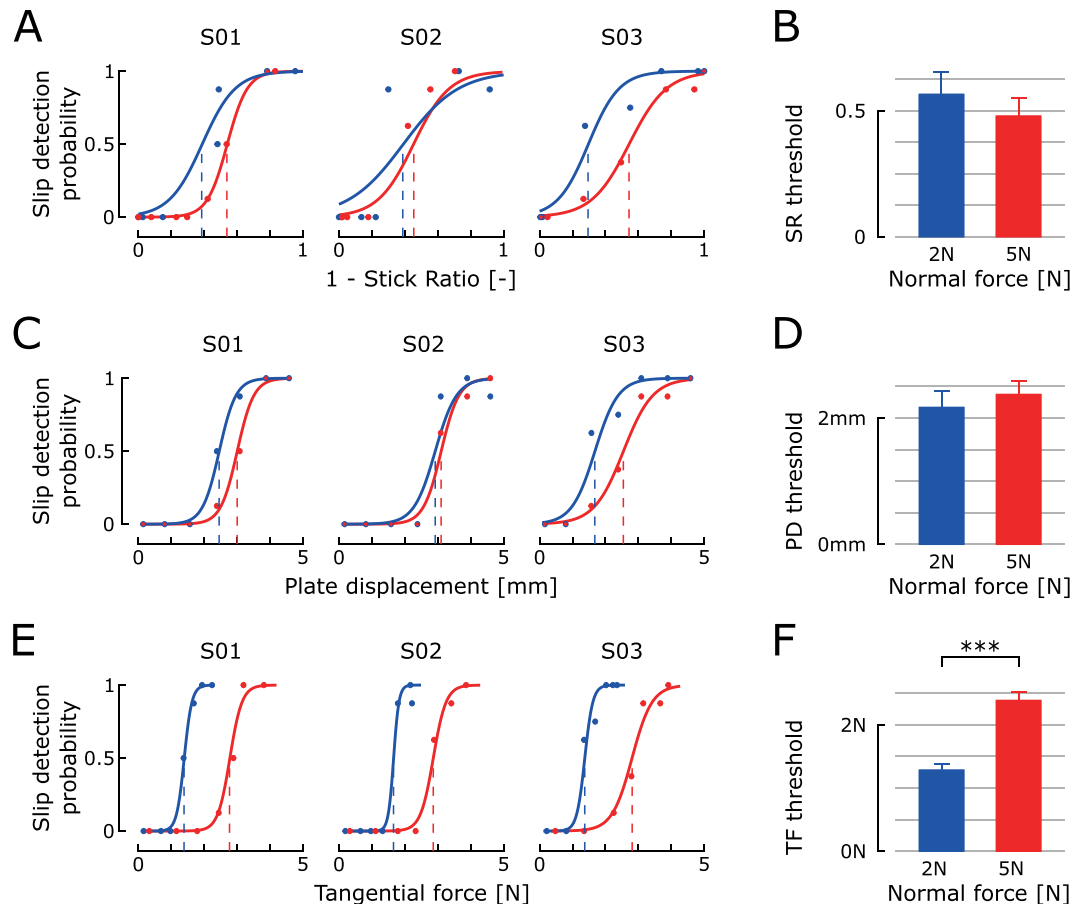 A
S01
S02
S03
Slip detection
probability
1
0.5
0
0
1
0
1
0
1
1 - Stick Ratio [-]
B
SR threshold
0.5
0
2N
5N
Normal force [N]
C
S01
S02
S03
Slip detection
probability
1
0.5
0
0
5
0
5
0
5
Plate displacement [mm]
D
PD threshold
2mm
0mm
2N
5N
Normal force [N]
E
S01
S02
S03
Slip detection
probability
1
0.5
0
0
5
0
5
0
5
Tangential force [N]
F
***
TF threshold
2N
0N
2N
5N
Normal force [N]